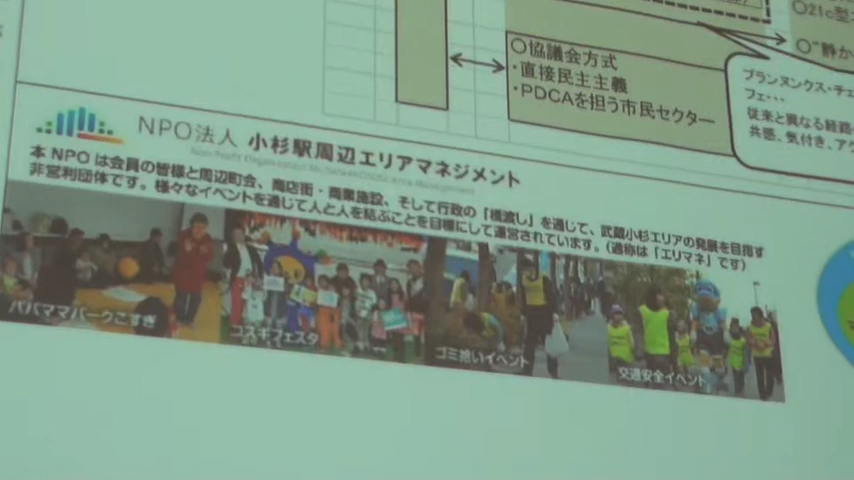 〇21c型
〇"静か
〇協議会方式
・直接民主主義
・PDCAを担う市民セクター
ブランヌンクス・チェ
フェ…
従来と異なる経路
共感、気付き、ア
NPO法人 小杉駅周辺エリアマネジメント
本NPOは会員の皆様と周辺町会、商店街・商業施設、そして行政の「橋渡し」を通じて、武蔵小杉エリアの発展を目指す
非営利団体です。様々なイベントを通じて人と人を結ぶことを目標にして運営されています。(通称は「エリマネ」です)
パパママパークこすぎ
コスギフェスタ
ゴミ拾いイベント
交通安全イベント